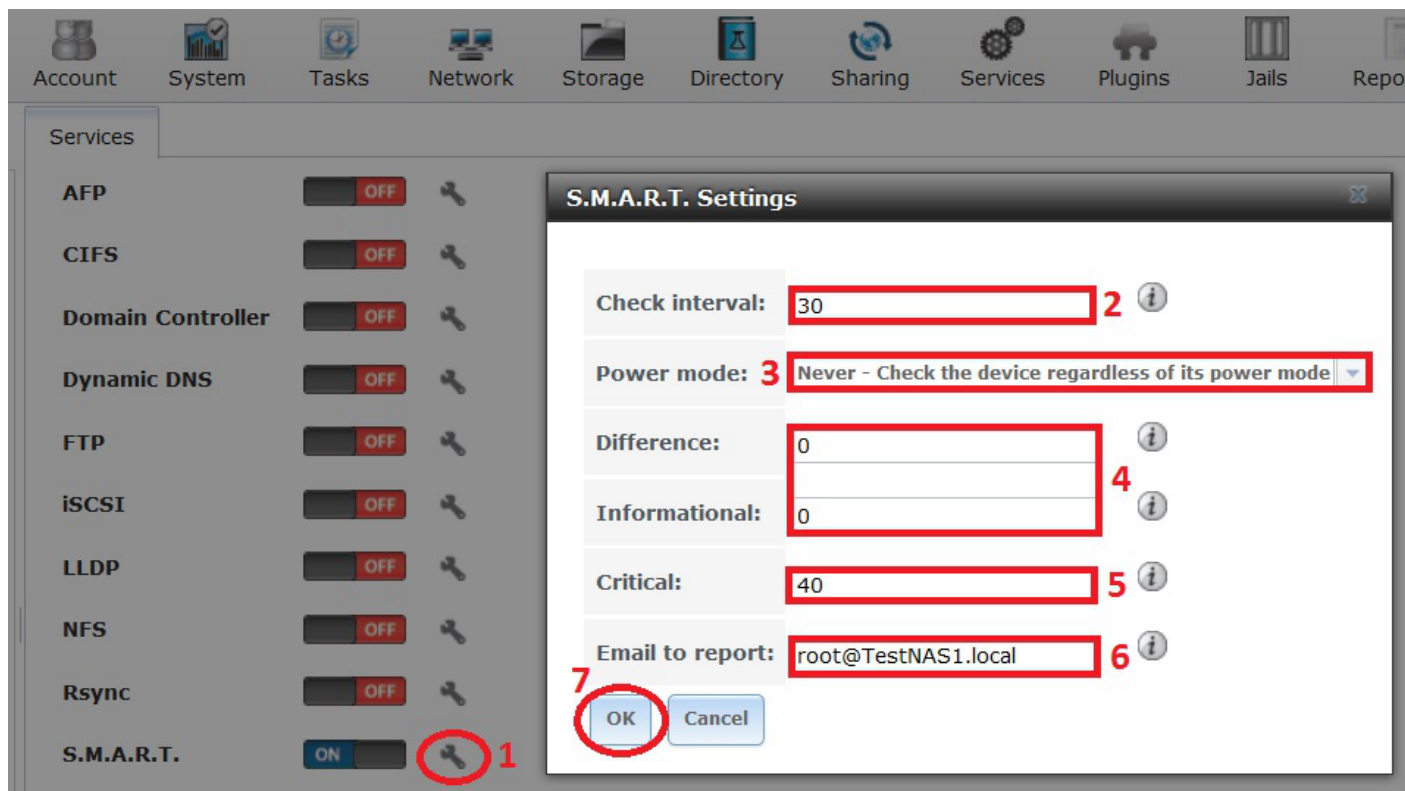 Account System Tasks Network Storage Directory Sharing Services Plugins Jails Repo
Services
AFP OFF
CIFS OFF
Domain Controller OFF
Dynamic DNS OFF
FTP OFF
iSCSI OFF
LLDP OFF
NFS OFF
Rsync OFF
S.M.A.R.T. ON 1
S.M.A.R.T. Settings
Check interval: 30 2 i
Power mode: 3 Never - Check the device regardless of its power mode
Difference: 0 i
4
Informational: 0 i
Critical: 40 5 i
Email to report: root@TestNAS1.local 6 i
7
OK Cancel